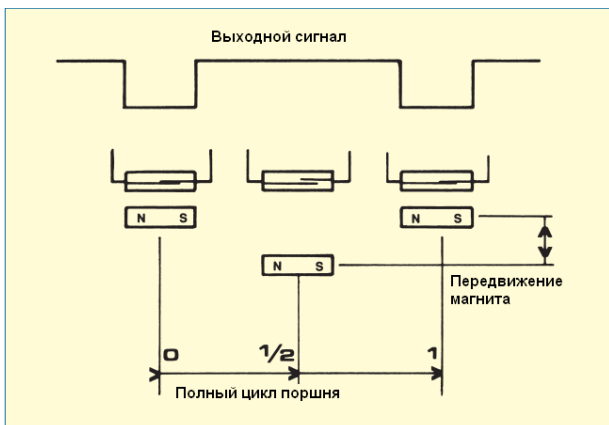 Выходной сигнал
N S
N S
N S
Передвижение
магнита
0 1/2 1
Полный цикл поршня